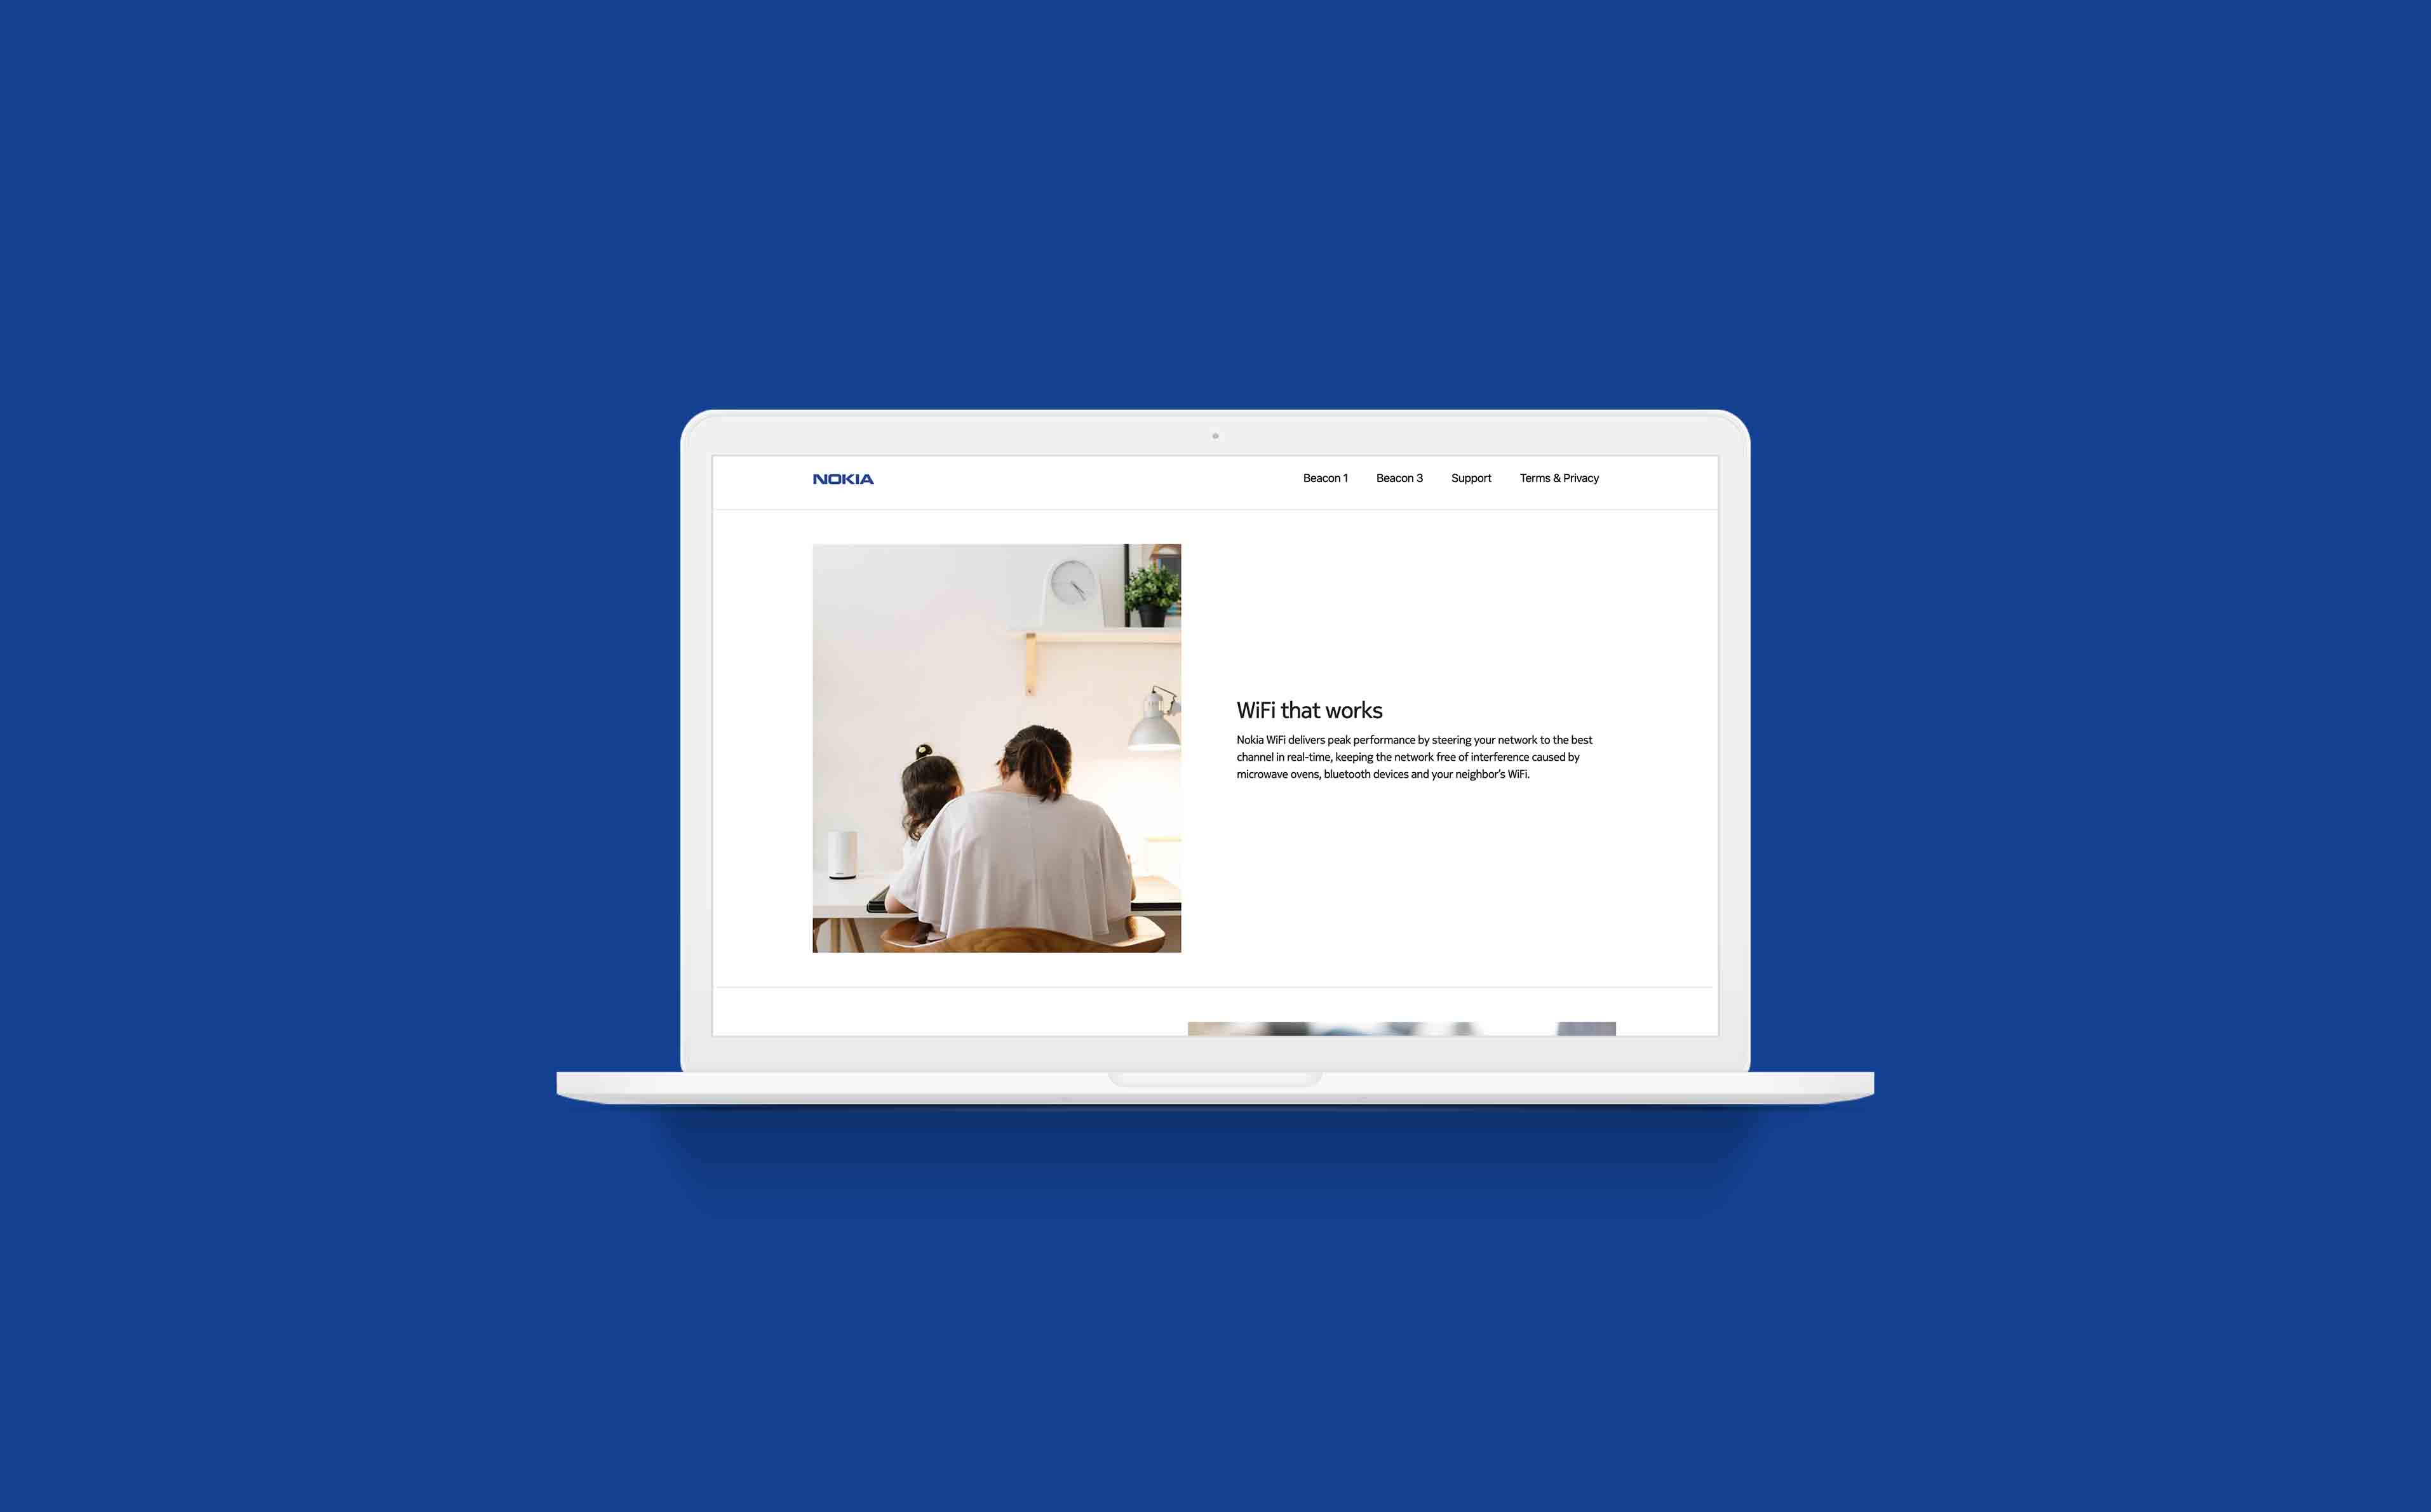 NOKIA
Beacon 1 Beacon 3 Support Terms & Privacy
WiFi that works
Nokia WiFi delivers peak performance by steering your network to the best
channel in real-time, keeping the network free of interference caused by
microwave ovens, bluetooth devices and your neighbor's WiFi.